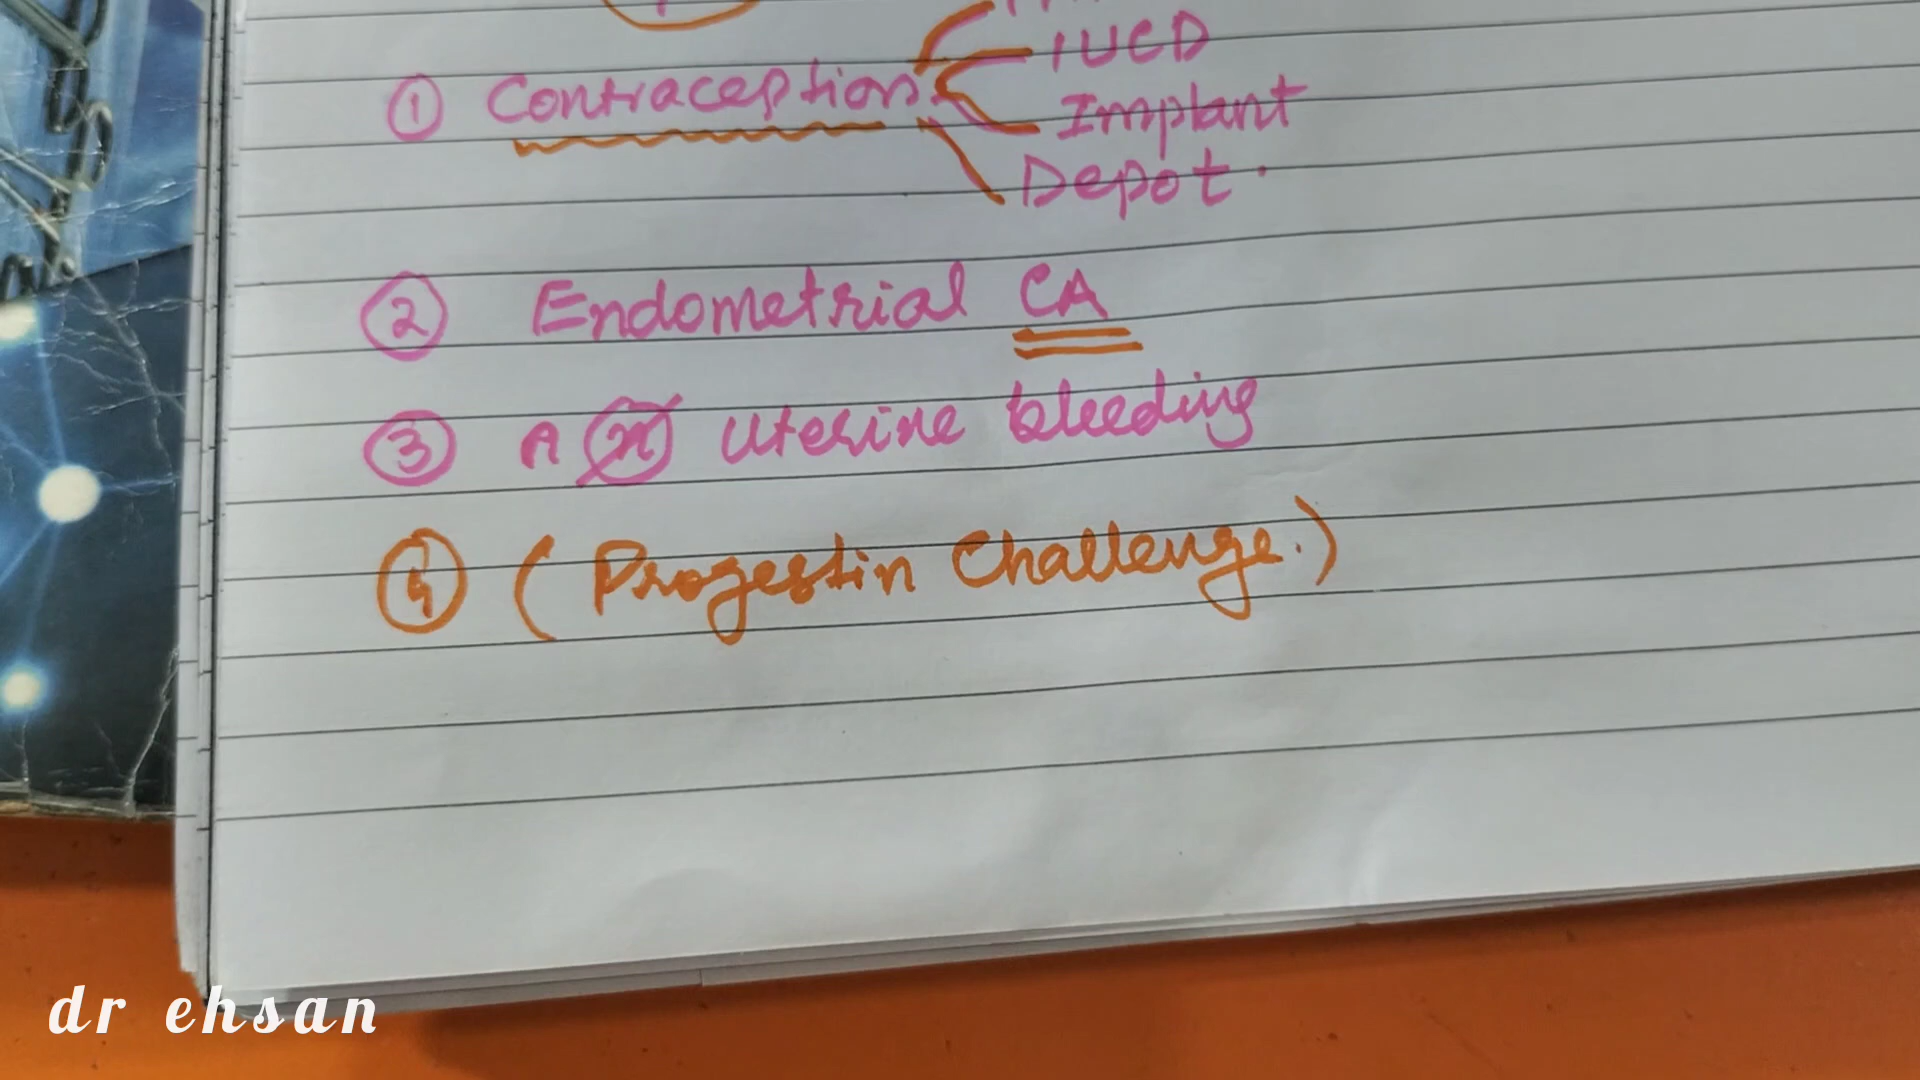 IUCD
① Contraception
Implant
Depot.
② Endometrial CA
③ A n Uterine bleeding
④ (Progestin Challenge.)
dr ehsan